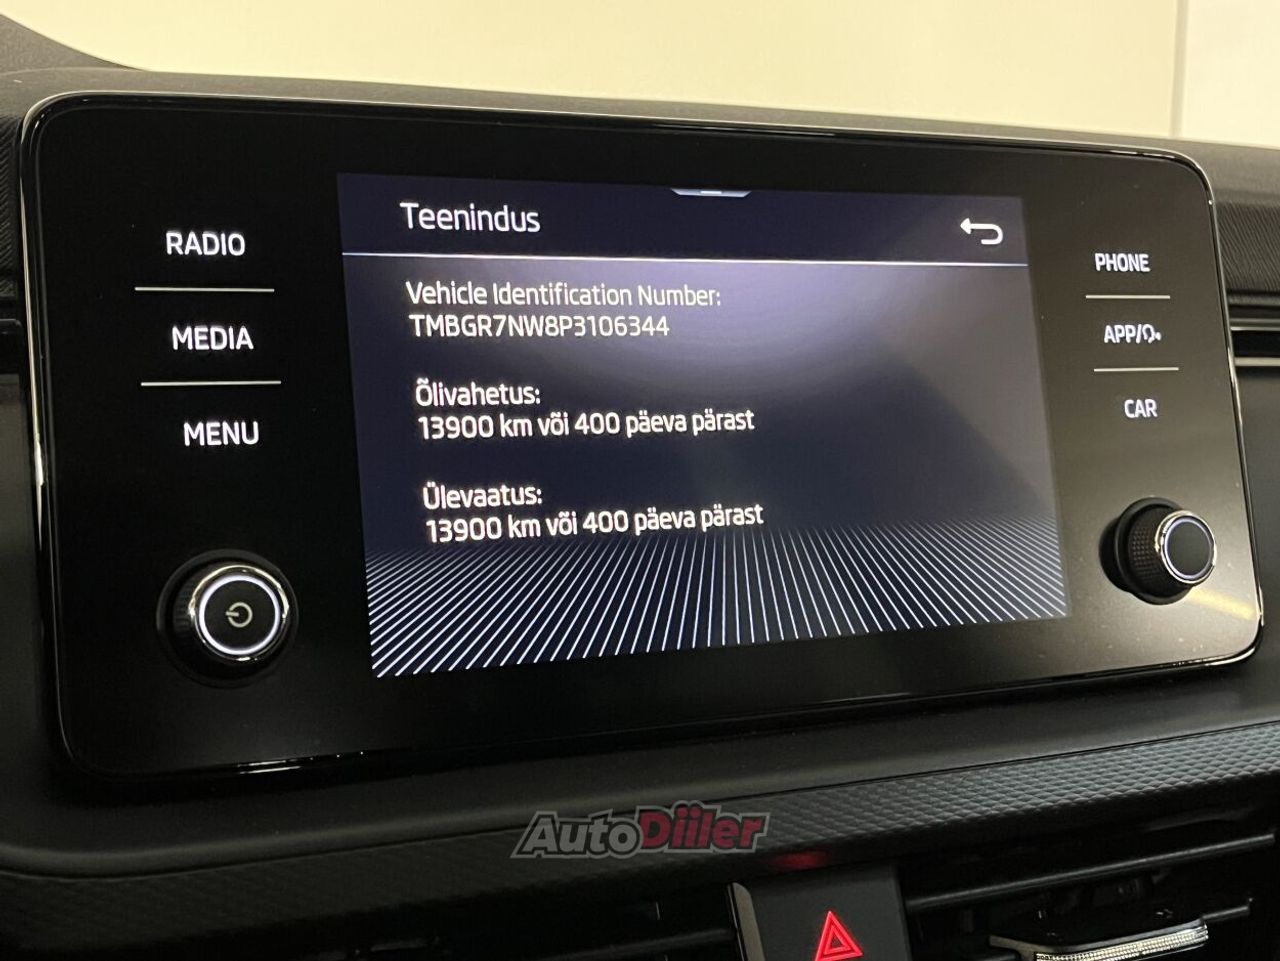 Teenindus
RADIO
MEDIA
MENU
Vehicle Identification Number:
TMBGR7NW8P3106344
Õlivahetus:
13900 km või 400 päeva pärast
Ülevaatus:
13900 km või 400 päeva pärast
PHONE
APP/
CAR
AutoDiiler